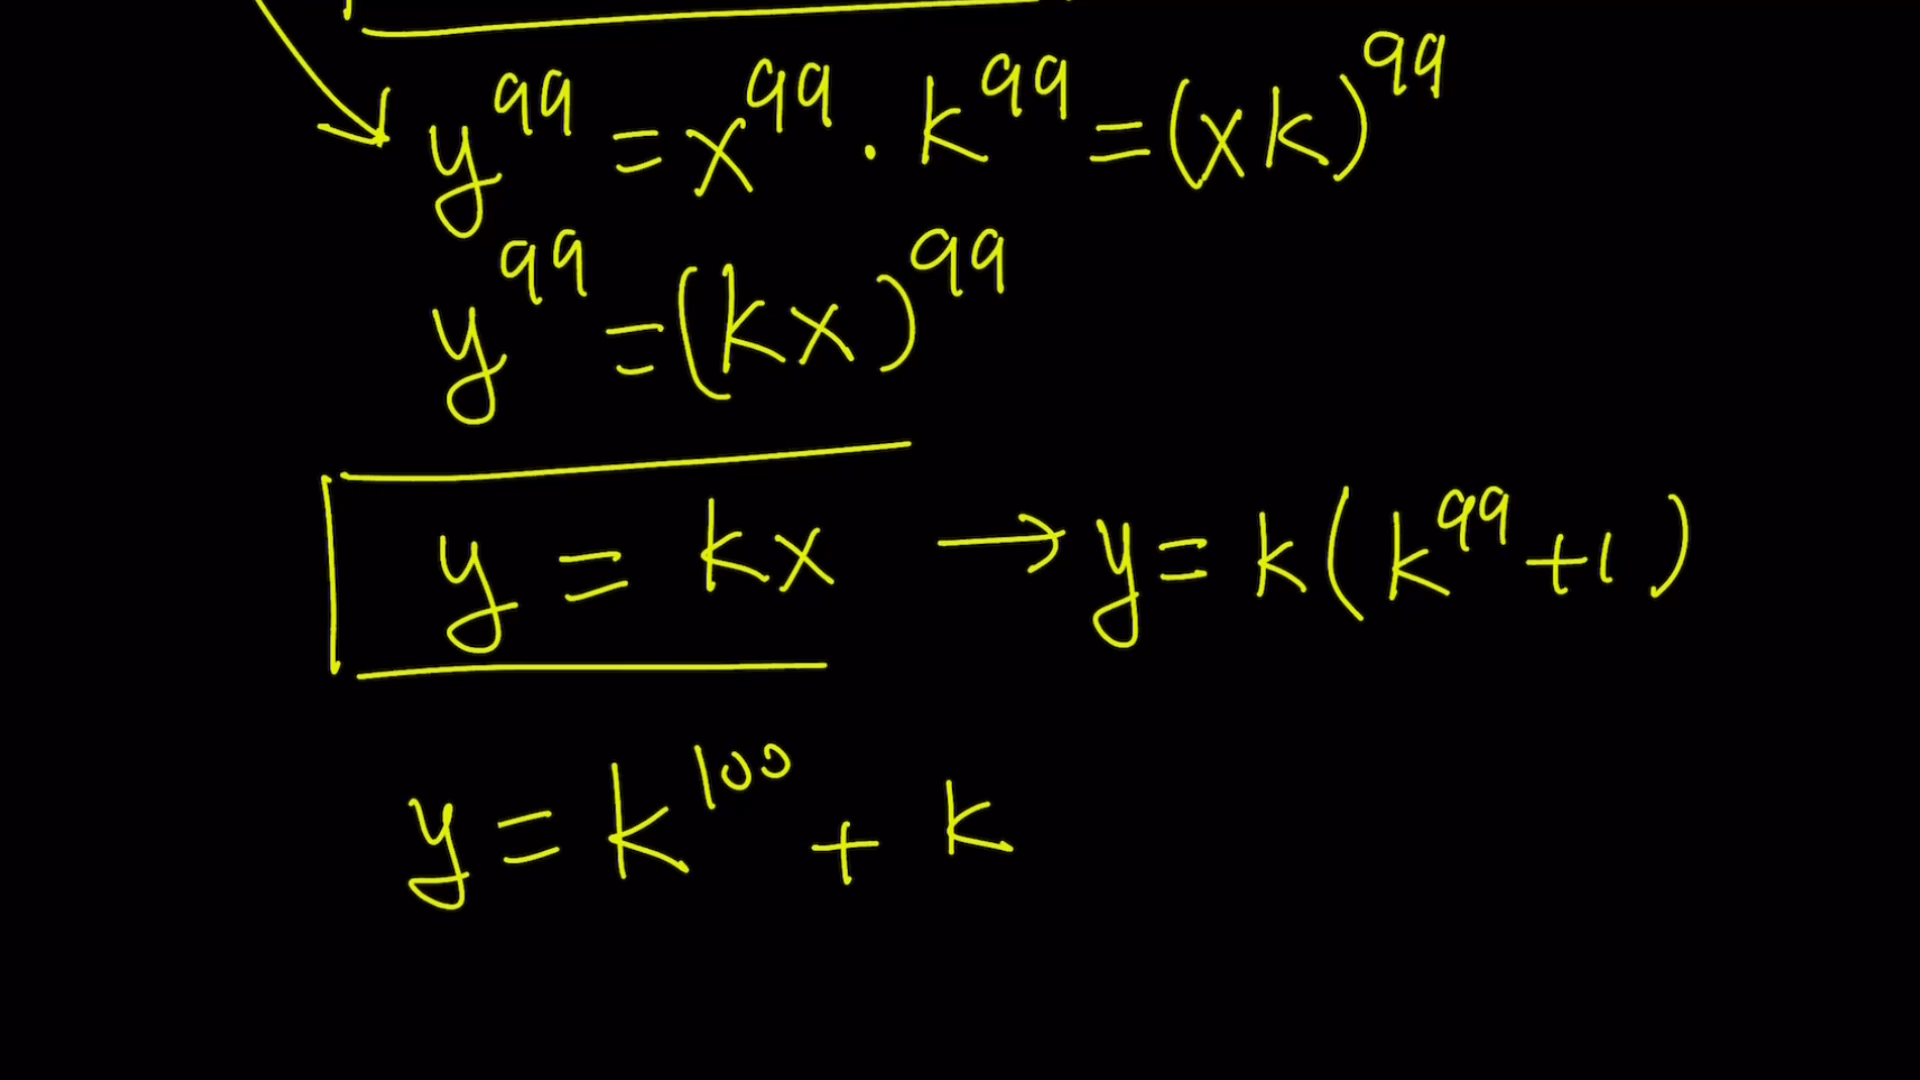 y^99 = x^99 · k^99 = (xk)^99
y^99 = (kx)^99
y = kx → y = k(k^99 + 1)
y = k^100 + k